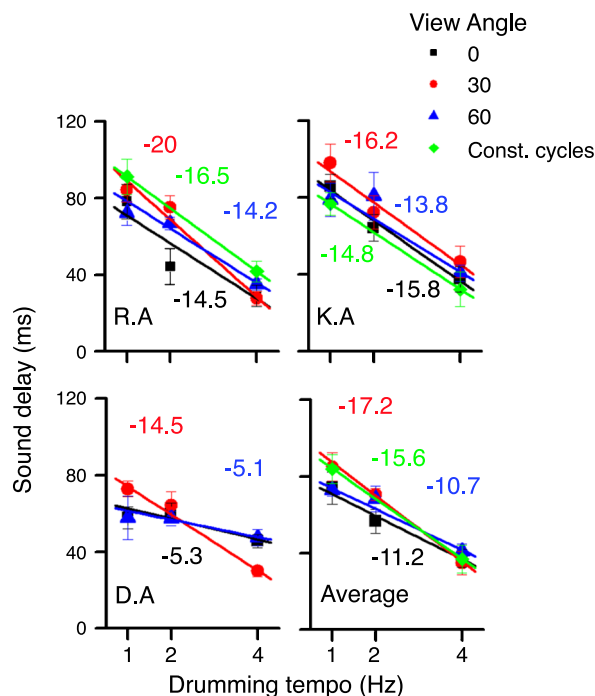 View Angle
0
30
60
Const. cycles
Sound delay (ms)
120
80
40
0
-20
-16.5
-14.2
-14.5
R.A
-16.2
-13.8
-14.8
-15.8
K.A
120
80
40
0
-14.5
-5.1
-5.3
D.A
-17.2
-15.6
-10.7
-11.2
Average
1 2 4
1 2 4
Drumming tempo (Hz)